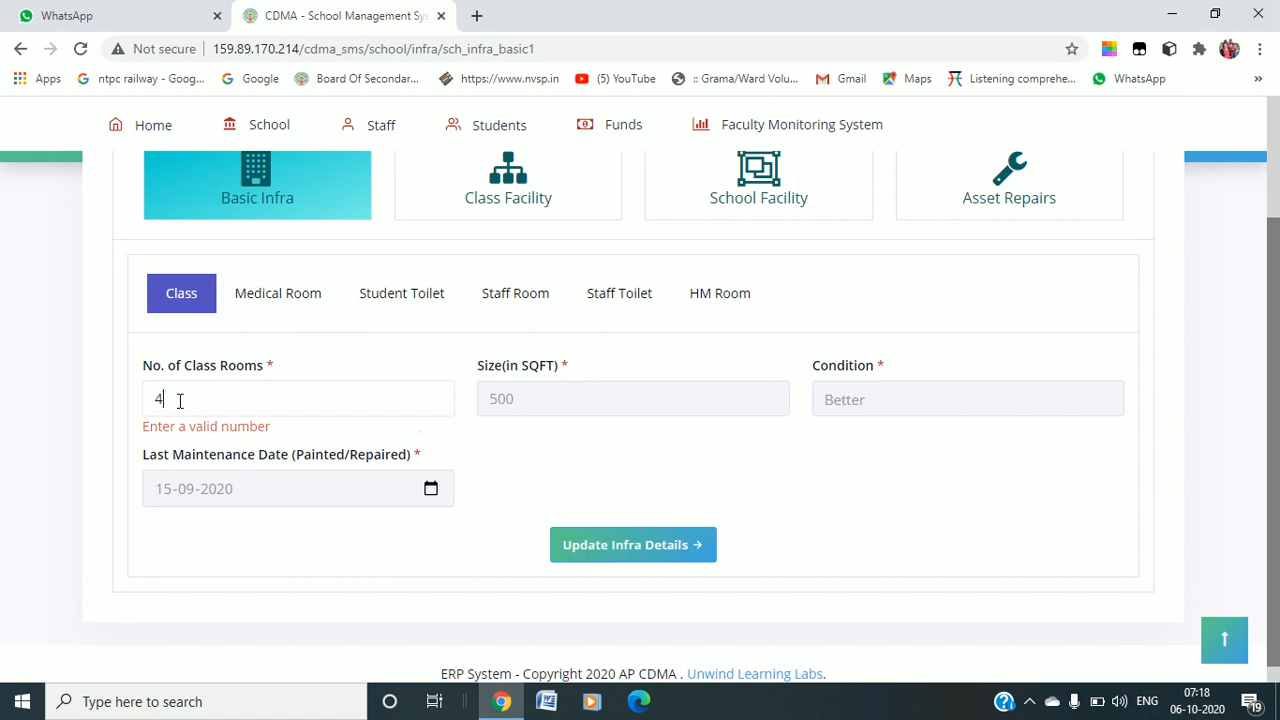 WhatsApp
CDMA - School Management Sys
Not secure 159.89.170.214/cdma_sms/school/infra/sch_infra_basic1
Apps ntpc railway - Goog... Google Board Of Secondar... https://www.nvsp.in (5) YouTube :: Grama/Ward Volu... Gmail Maps Listening comprehe... WhatsApp »
Home School Staff Students Funds Faculty Monitoring System
Basic Infra Class Facility School Facility Asset Repairs
Class Medical Room Student Toilet Staff Room Staff Toilet HM Room
No. of Class Rooms * Size(in SQFT) * Condition *
4 500 Better
Enter a valid number
Last Maintenance Date (Painted/Repaired) *
15-09-2020
Update Infra Details →
ERP System - Copyright 2020 AP CDMA . Unwind Learning Labs.
Type here to search
ENG
07:18
06-10-2020
19